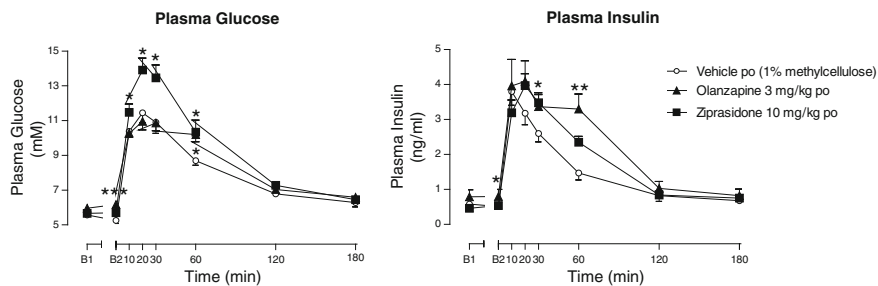 Plasma Glucose
Plasma Glucose
(mM)
15
13
11
9
7
5
* * *
*
*
*
*
*
B1 B2 10 20 30 60 120 180
Time (min)
Plasma Insulin
Plasma Insulin
(ng/ml)
5
4
3
2
1
0
*
*
* *
B1 B2 10 20 30 60 120 180
Time (min)
Vehicle po (1% methylcellulose)
Olanzapine 3 mg/kg po
Ziprasidone 10 mg/kg po